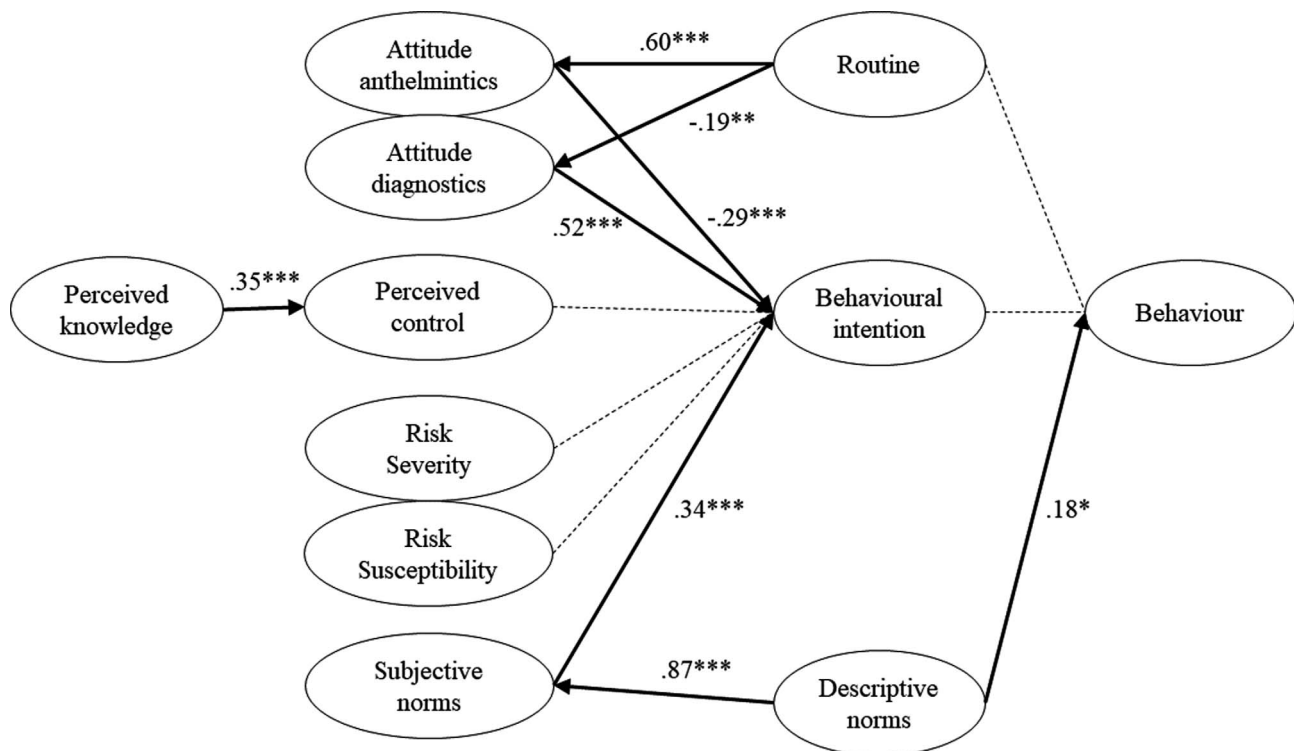 Attitude
anthelmintics
.60***
Routine
-.19**
Attitude
diagnostics
.52***
-.29***
Perceived
knowledge
.35***
Perceived
control
Behavioural
intention
Behaviour
Risk
Severity
.34***
.18*
Risk
Susceptibility
Subjective
norms
.87***
Descriptive
norms